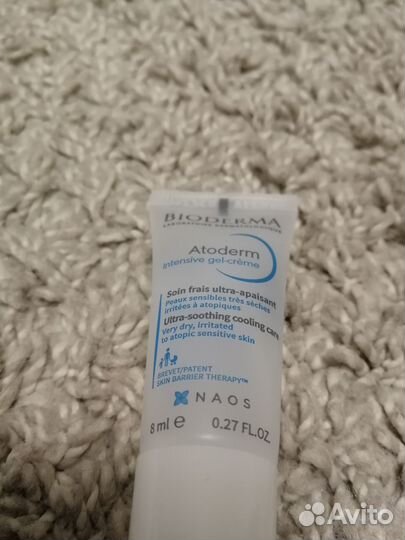 BIODERMA
LABORATOIRE DERMATOLOGIQUE
Atoderm
Intensive gel-crème
Soin frais ultra-apaisant
Peaux sensibles très sèches
irritées à atopiques
Ultra-soothing cooling care
Very dry, irritated
to atopic sensitive skin
BREVET/PATENT
SKIN BARRIER THERAPY™
NAOS
8 ml e 0.27 FL.OZ.
Avito